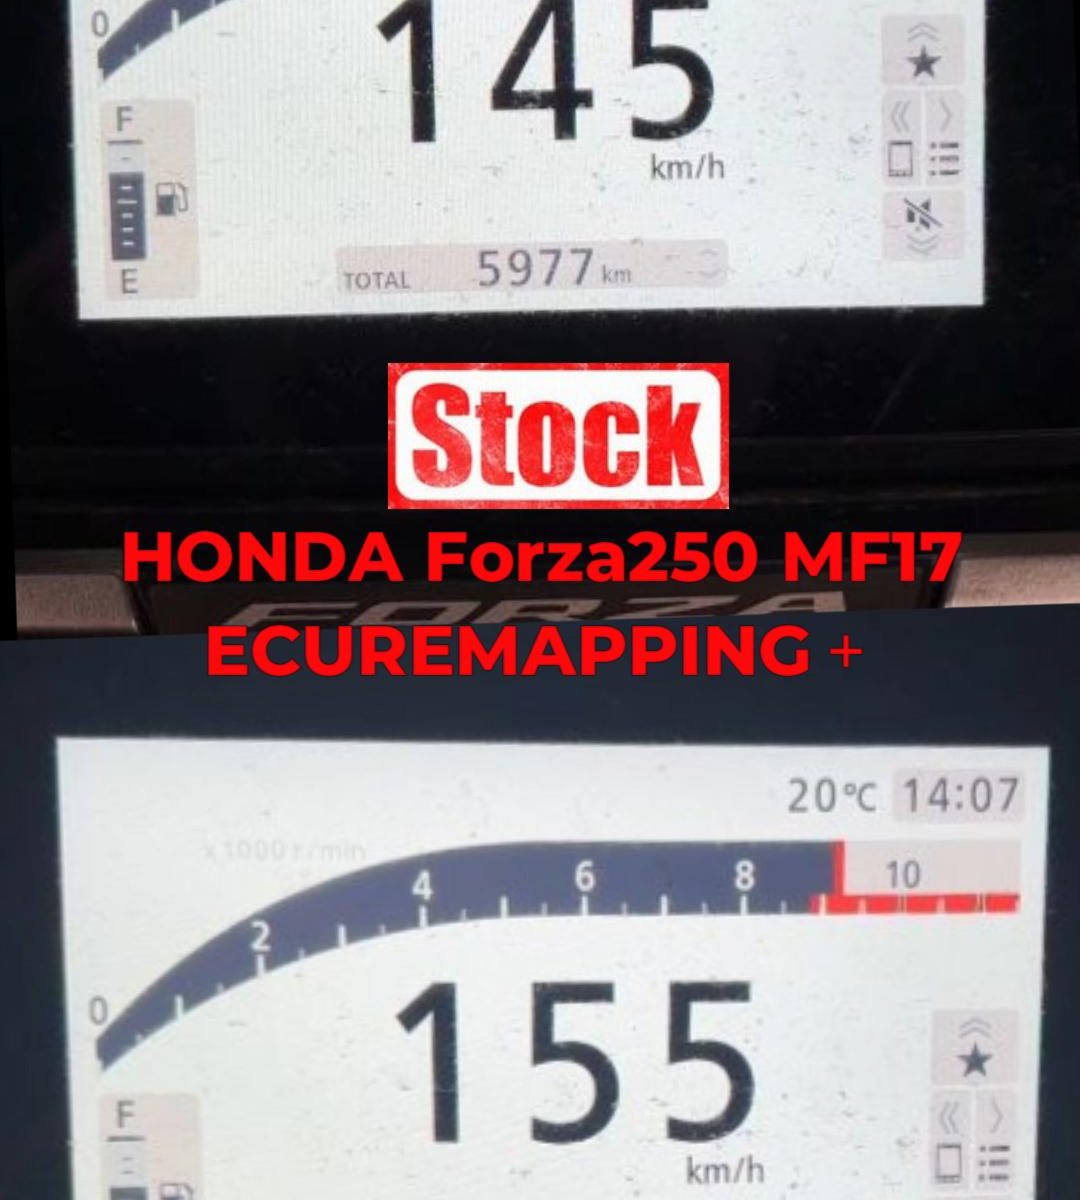 0
145
km/h
F
E
TOTAL 5977 km
Stock
HONDA Forza250 MF17
FORZA
ECUREMAPPING +
20°C 14:07
x1000 r/min
0 2 4 6 8 10
155
km/h
F